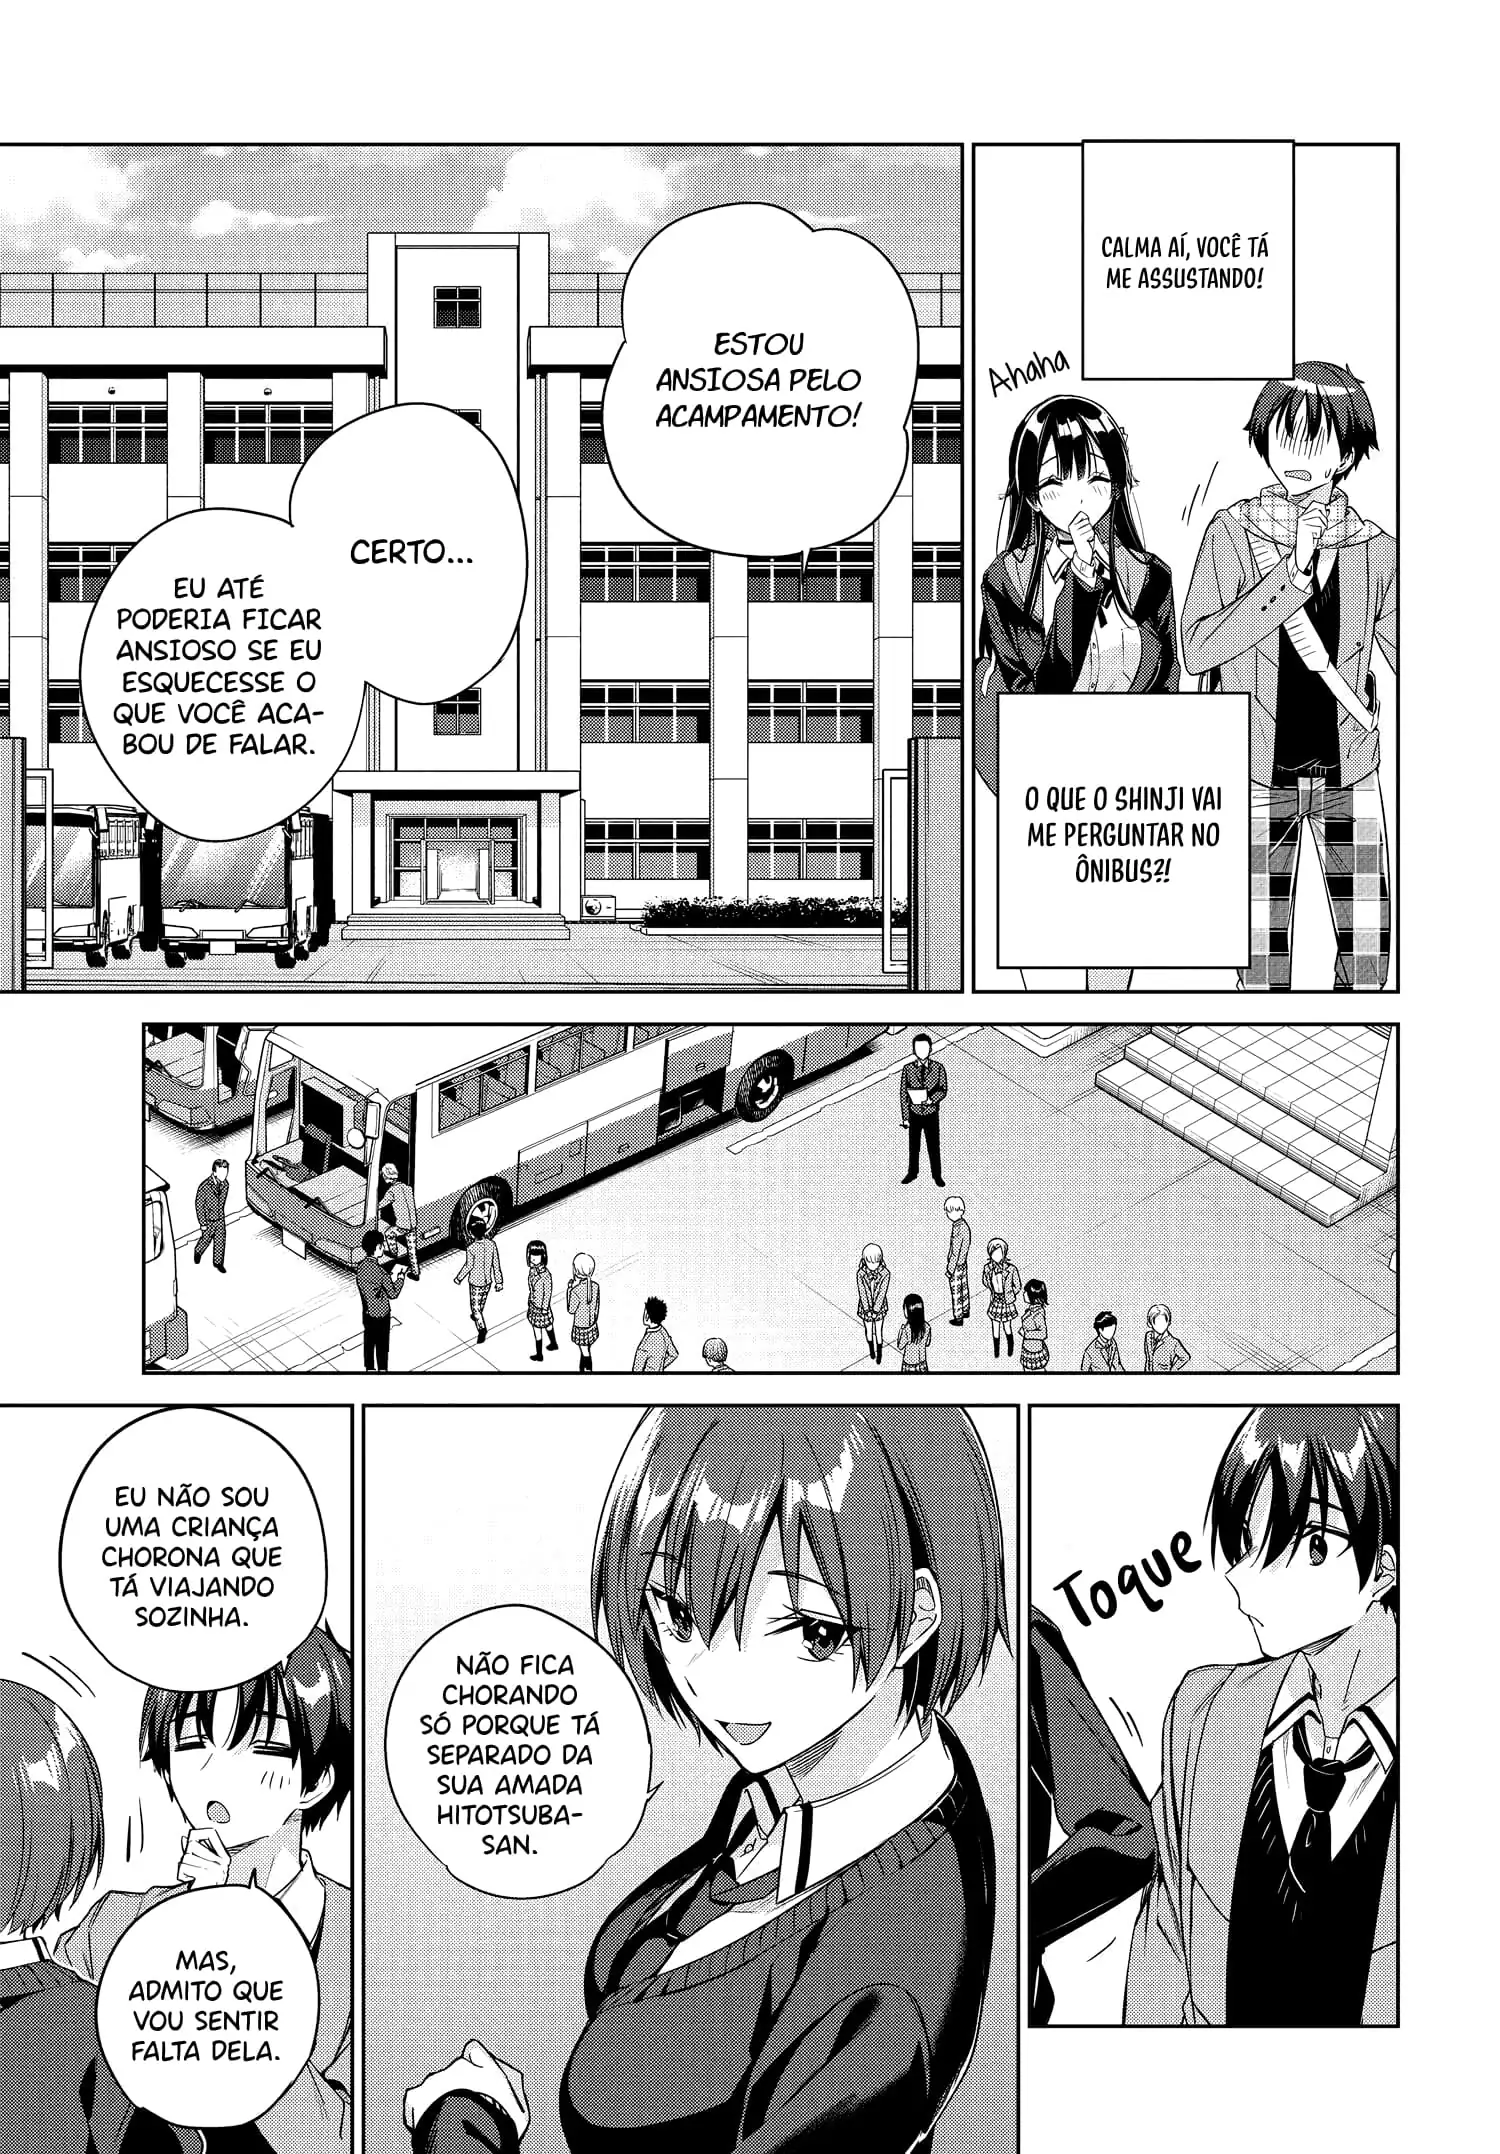 CALMA AÍ, VOCÊ TÁ
ME ASSUSTANDO!
Ahaha
O QUE O SHINJI VAI
ME PERGUNTAR NO
ÔNIBUS?!
ESTOU
ANSIOSA PELO
ACAMPAMENTO!
CERTO...
EU ATÉ
PODERIA FICAR
ANSIOSO SE EU
ESQUECESSE O
QUE VOCÊ ACA-
BOU DE FALAR.
Toque
NÃO FICA
CHORANDO
SÓ PORQUE TÁ
SEPARADO DA
SUA AMADA
HITOTSUBA-
SAN.
EU NÃO SOU
UMA CRIANÇA
CHORONA QUE
TÁ VIAJANDO
SOZINHA.
MAS,
ADMITO QUE
VOU SENTIR
FALTA DELA.